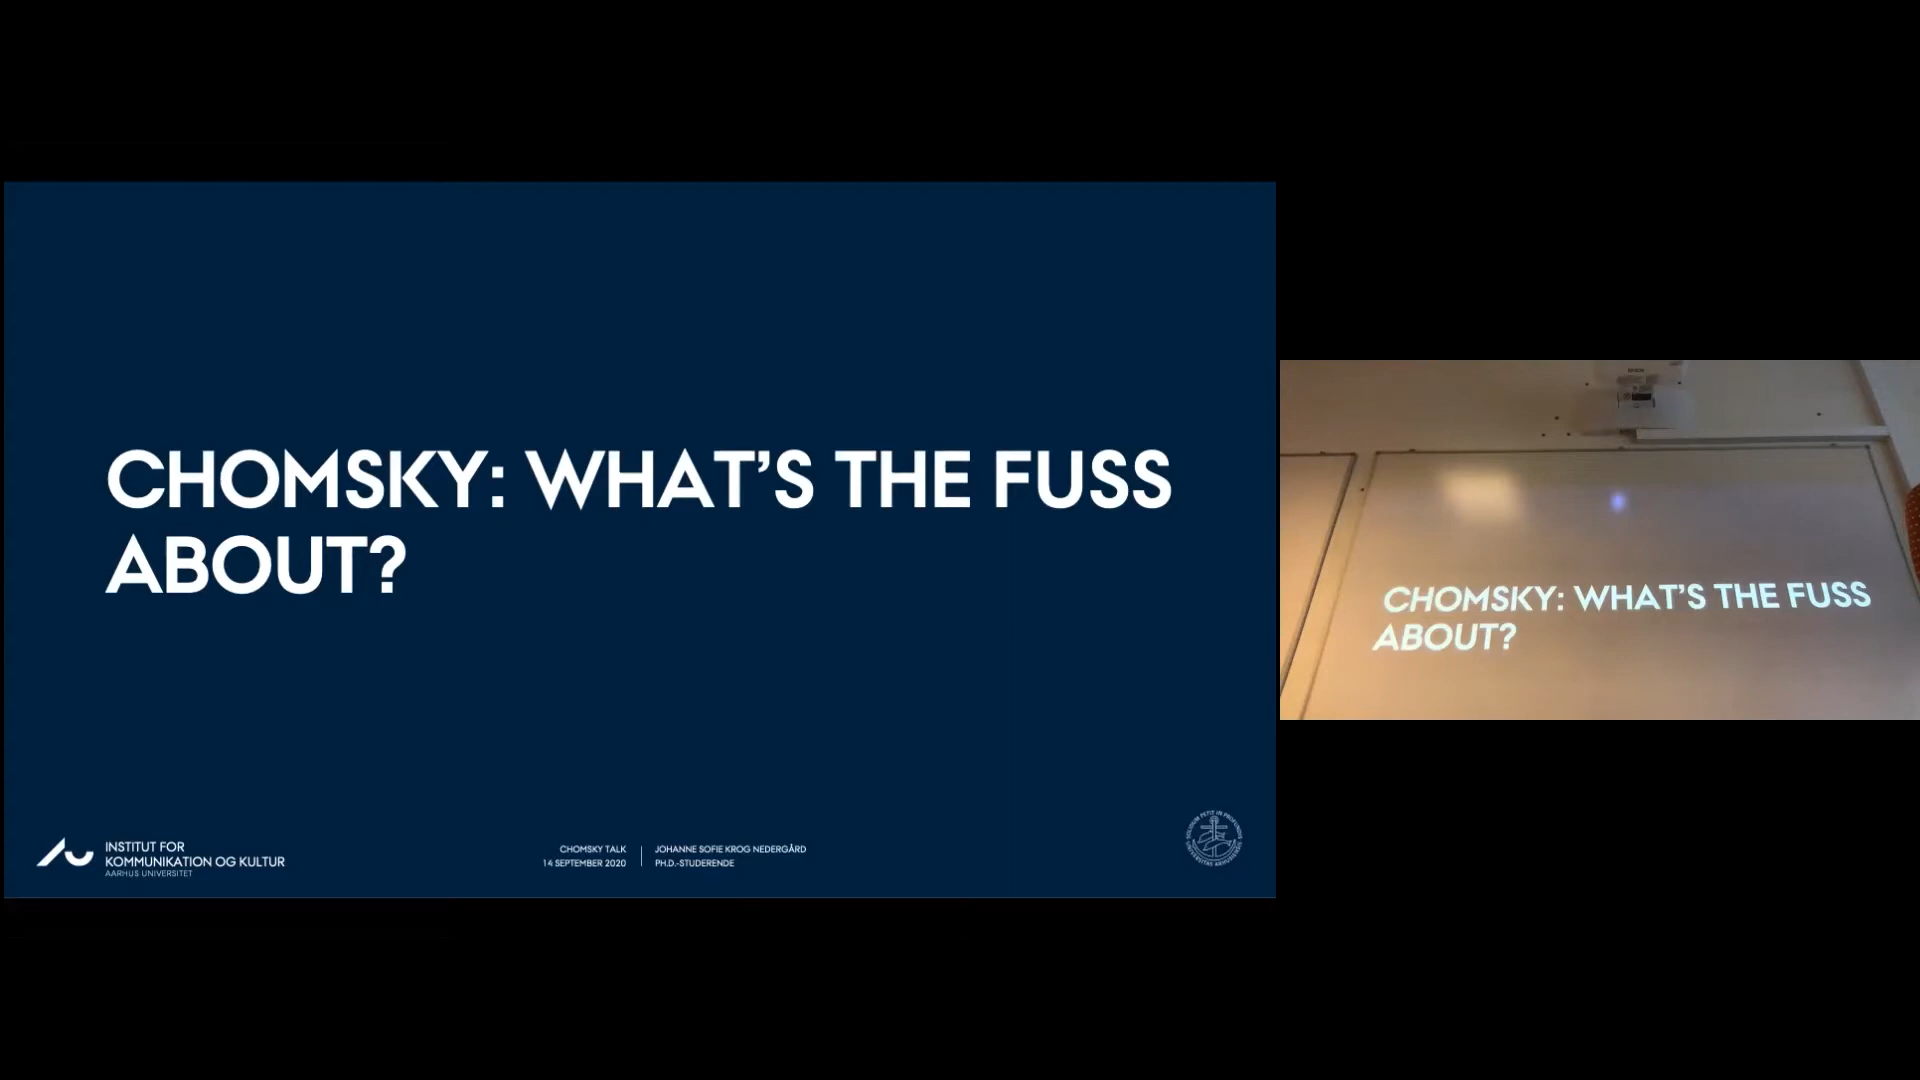 CHOMSKY: WHAT'S THE FUSS
ABOUT?
INSTITUT FOR
KOMMUNIKATION OG KULTUR
AARHUS UNIVERSITET
CHOMSKY TALK
14 SEPTEMBER 2020
JOHANNE SOFIE KROG NEDERGÅRD
PH.D.-STUDERENDE
EPSON
CHOMSKY: WHAT'S THE FUSS
ABOUT?